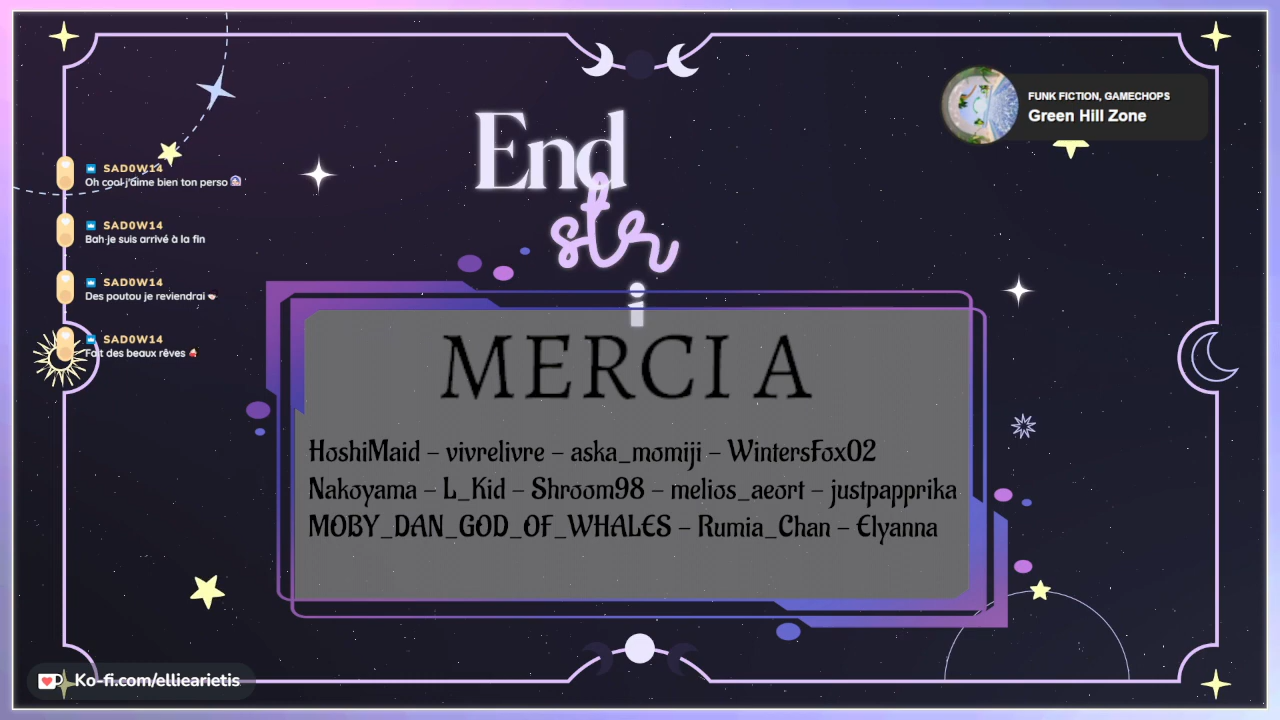 FUNK FICTION, GAMECHOPS
Green Hill Zone
End
str
i
SAD0W14
Oh cool j'aime bien ton perso
SAD0W14
Bah je suis arrivé à la fin
SAD0W14
Des poutou je reviendrai
SAD0W14
Fait des beaux rêves
MERCI A
HoshiMaid – vivrelivre – aska_momiji – WintersFox02
Nakoyama – L_Kid – Shroom98 – melios_aeort – justpapprika
MOBY_DAN_GOD_OF_WHALES – Rumia_Chan – Elyanna
Ko-fi.com/elliearietis